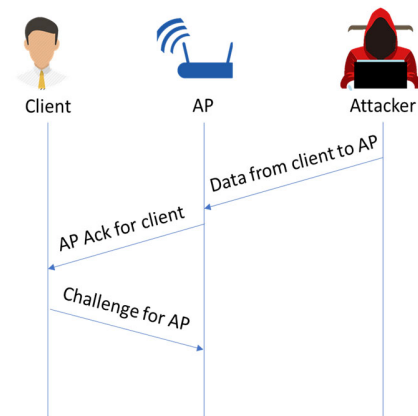 Client
AP
Attacker
Data from client to AP
AP Ack for client
Challenge for AP